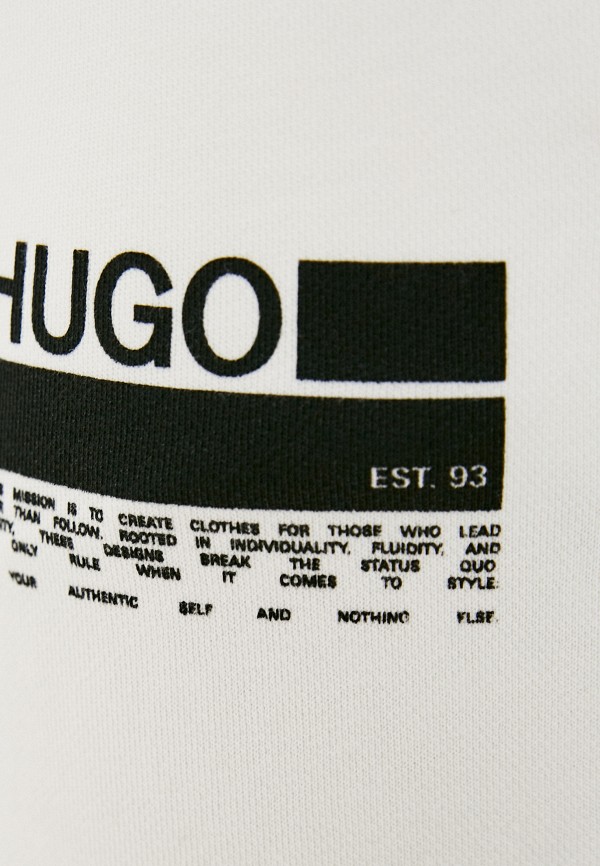 HUGO
EST. 93
MISSION IS TO CREATE CLOTHES FOR THOSE WHO LEAD
THAN FOLLOW. ROOTED IN INDIVIDUALITY, FLUIDITY, AND
THESE DESIGNS BREAK THE STATUS QUO
ONLY RULE WHEN IT COMES TO STYLE:
YOUR AUTHENTIC SELF AND NOTHING ELSE.